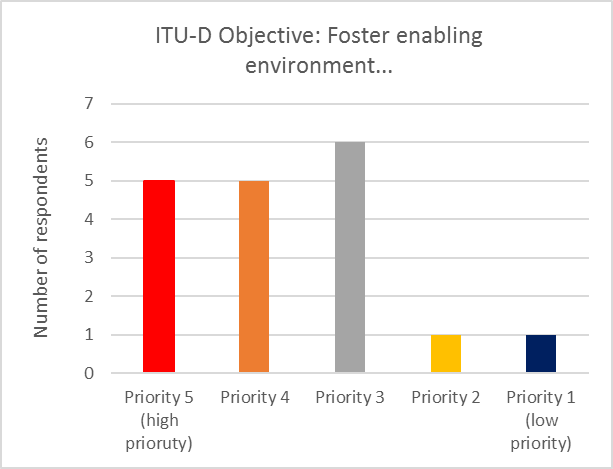 ITU-D Objective: Foster enabling
environment...
Number of respondents
7
6
5
4
3
2
1
0
Priority 5
(high
prioruty)
Priority 4
Priority 3
Priority 2
Priority 1
(low
priority)